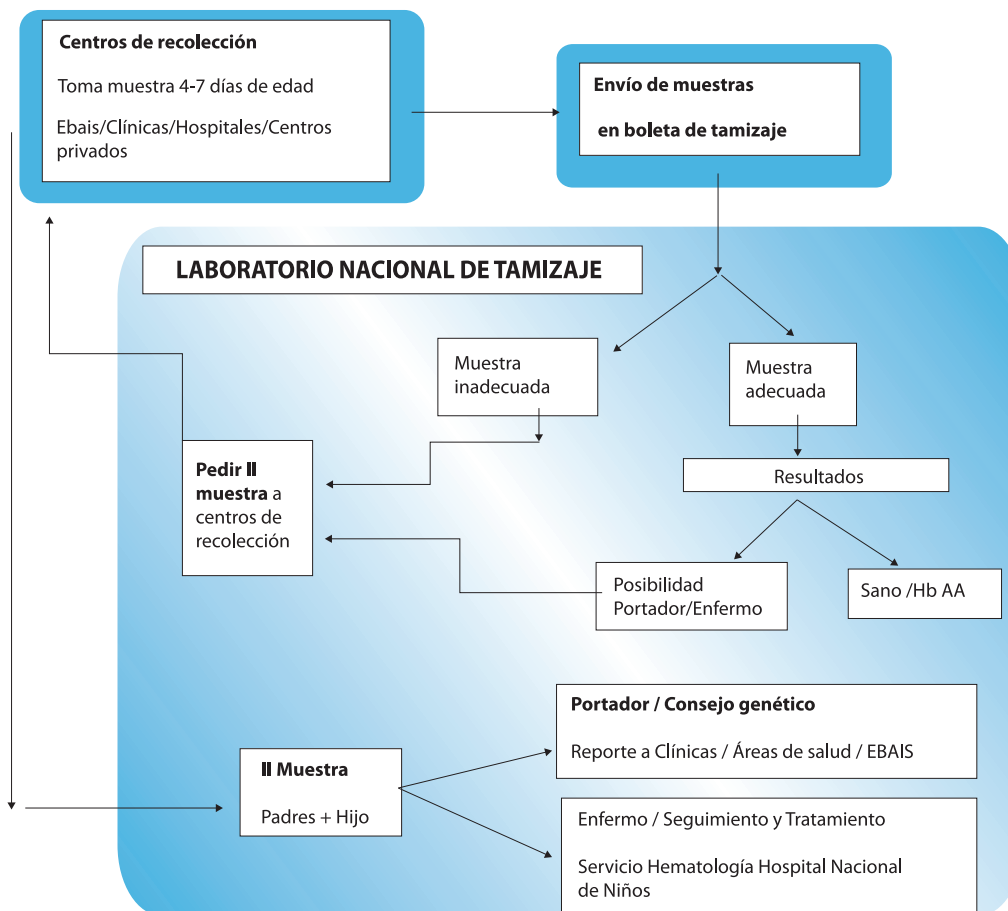 Centros de recolección
Toma muestra 4-7 días de edad
Ebais/Clínicas/Hospitales/Centros
privados
Envío de muestras
en boleta de tamizaje
LABORATORIO NACIONAL DE TAMIZAJE
Muestra
inadecuada
Muestra
adecuada
Resultados
Pedir II
muestra a
centros de
recolección
Posibilidad
Portador/Enfermo
Sano /Hb AA
II Muestra
Padres + Hijo
Portador / Consejo genético
Reporte a Clínicas / Áreas de salud / EBAIS
Enfermo / Seguimiento y Tratamiento
Servicio Hematología Hospital Nacional
de Niños